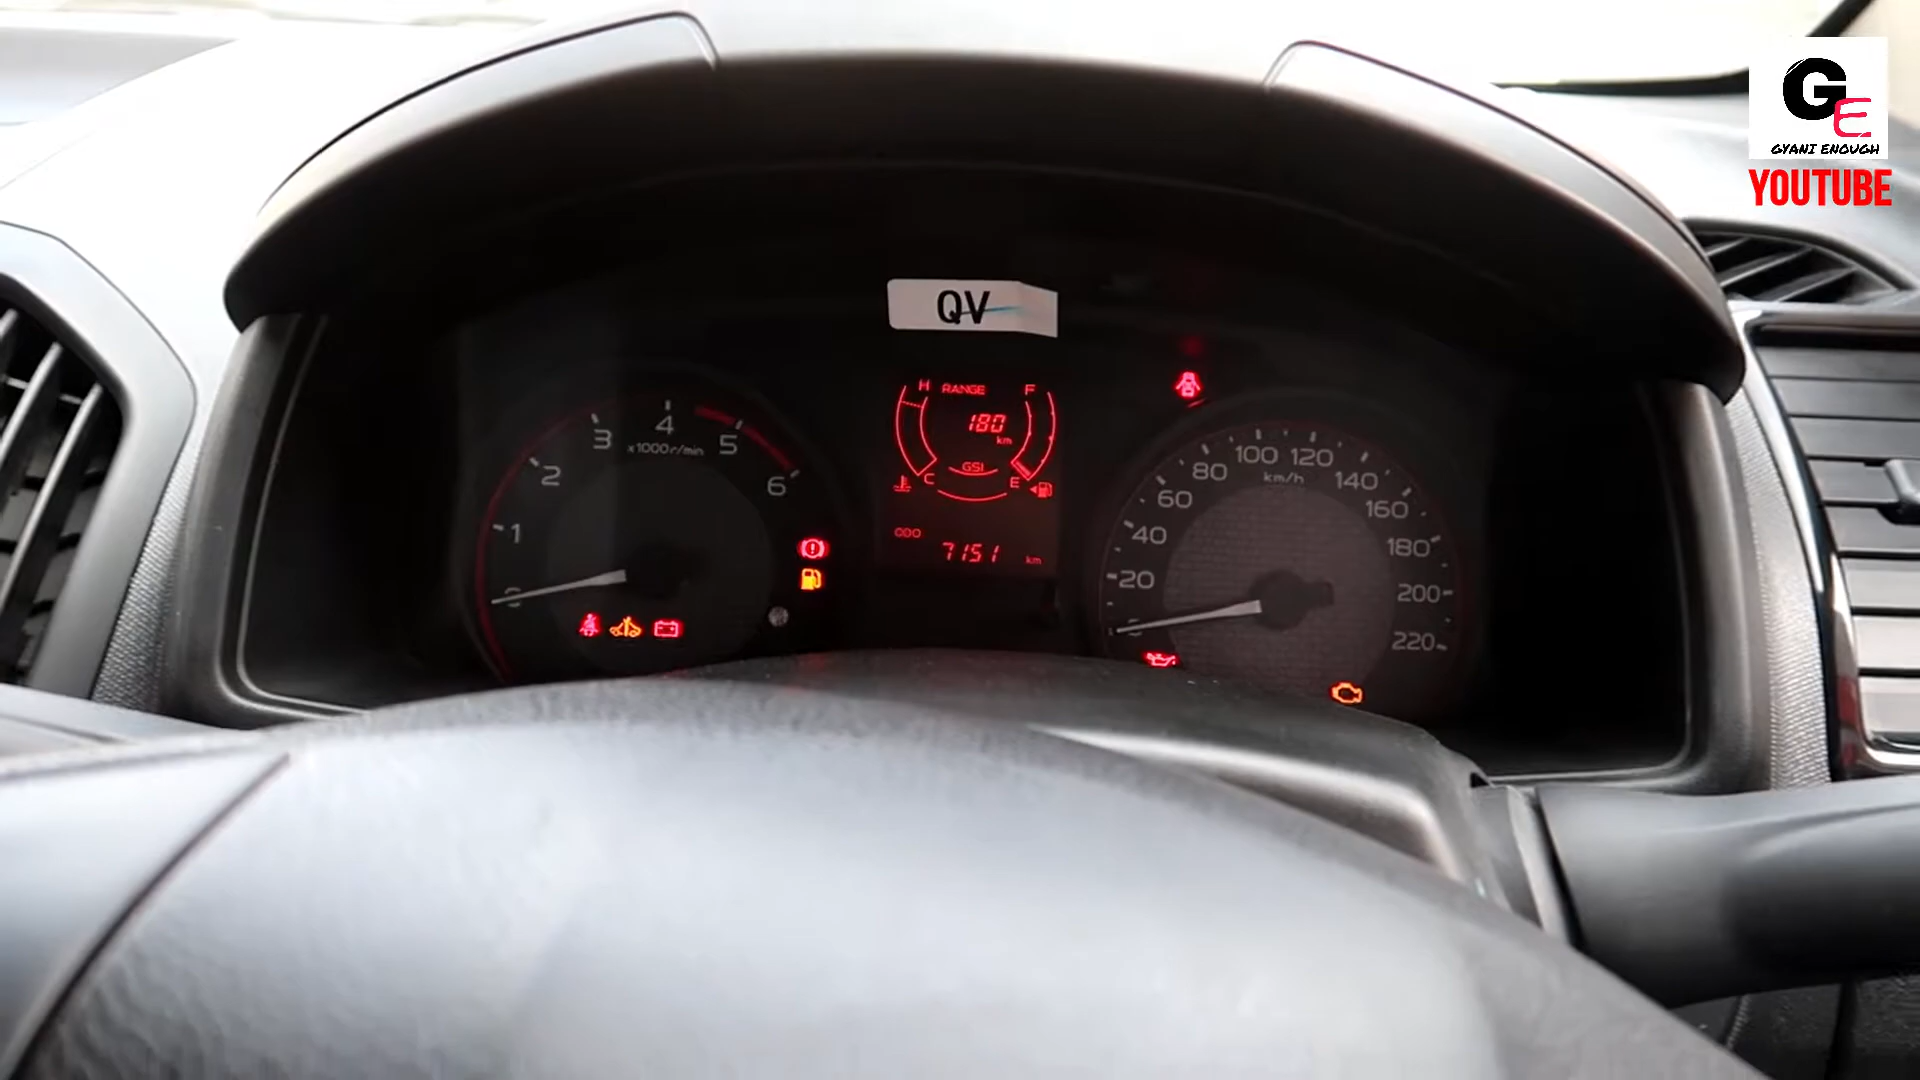 GE
GYANI ENOUGH
YOUTUBE
QV
H RANGE F
180
km
GSI
C E
ODO
7151 km
1 2 3 4 5 6
x1000r/min
20 40 60 80 100 120 140 160 180 200 220
km/h